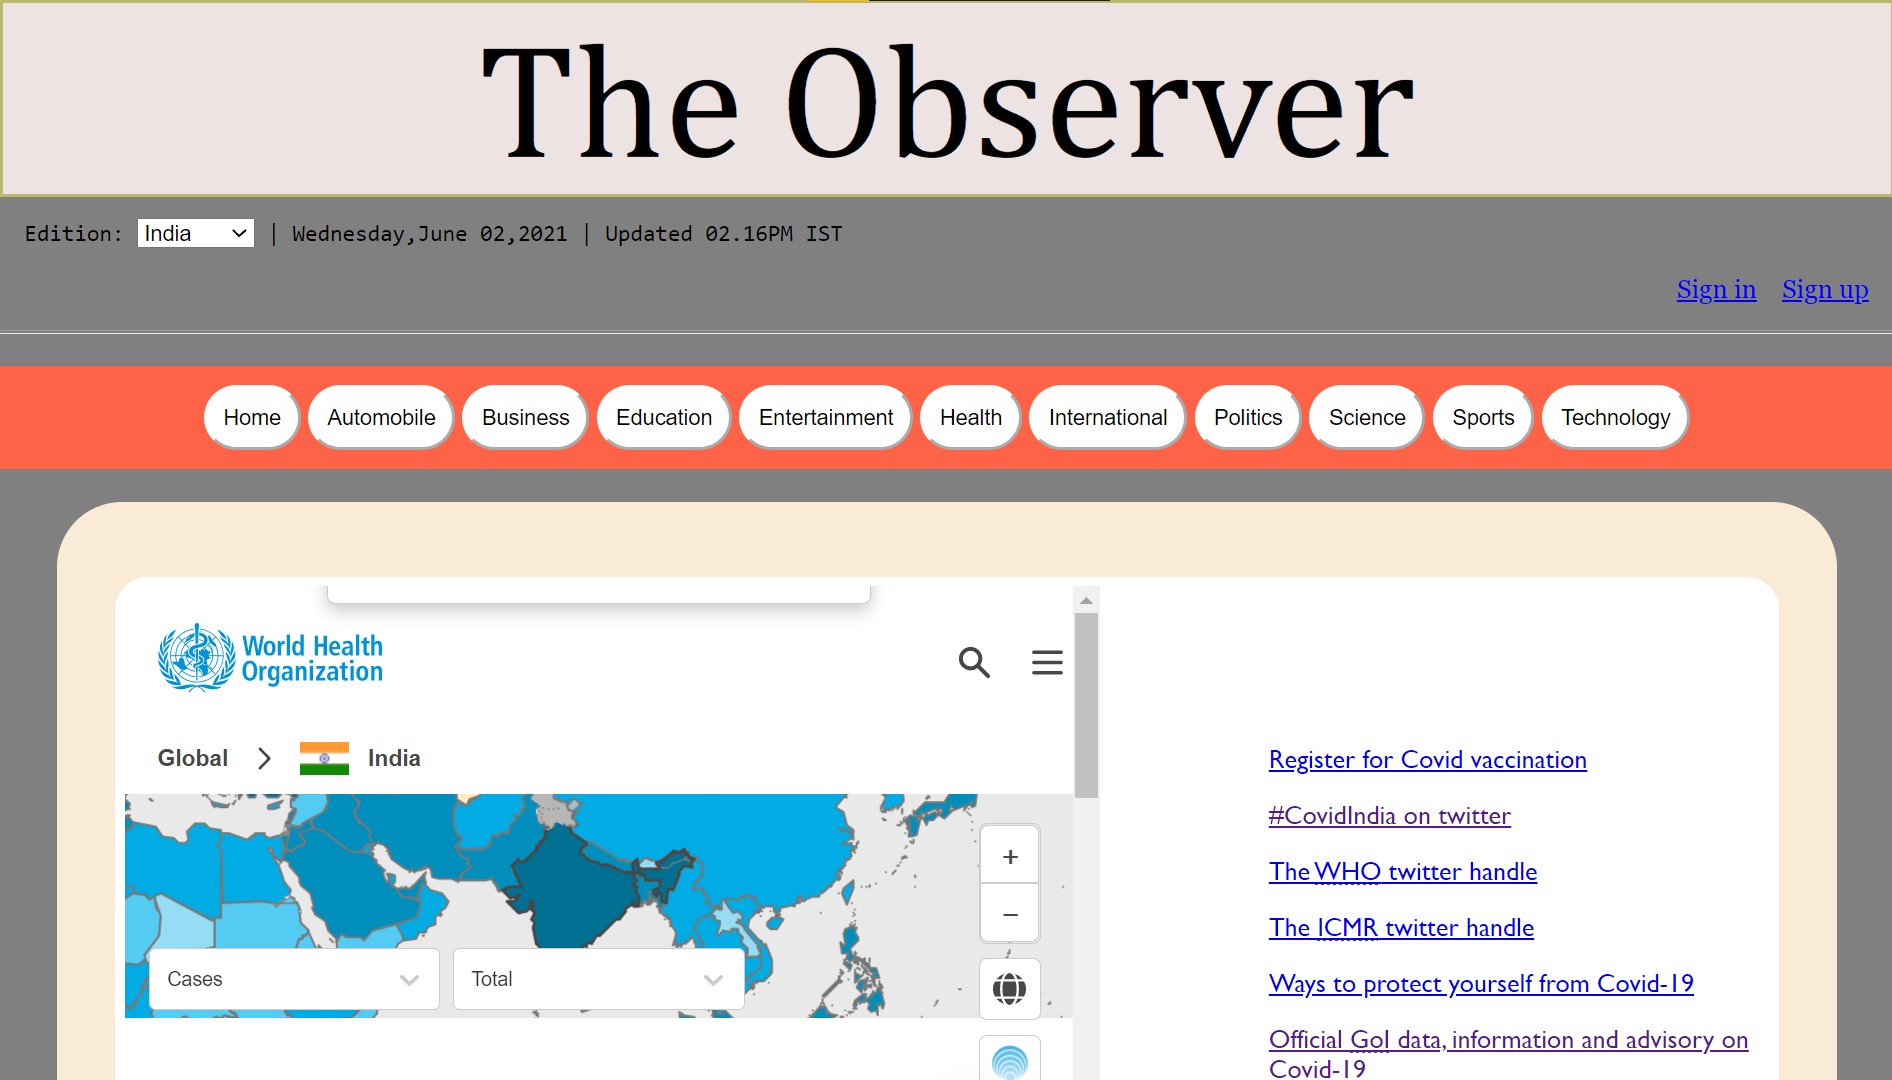 The Observer
Edition: India | Wednesday,June 02,2021 | Updated 02.16PM IST
Sign in Sign up
Home Automobile Business Education Entertainment Health International Politics Science Sports Technology
World Health
Organization
Global > India
Register for Covid vaccination
#CovidIndia on twitter
The WHO twitter handle
+
The ICMR twitter handle
−
Cases Total
Ways to protect yourself from Covid-19
Official GoI data, information and advisory on
Covid-19